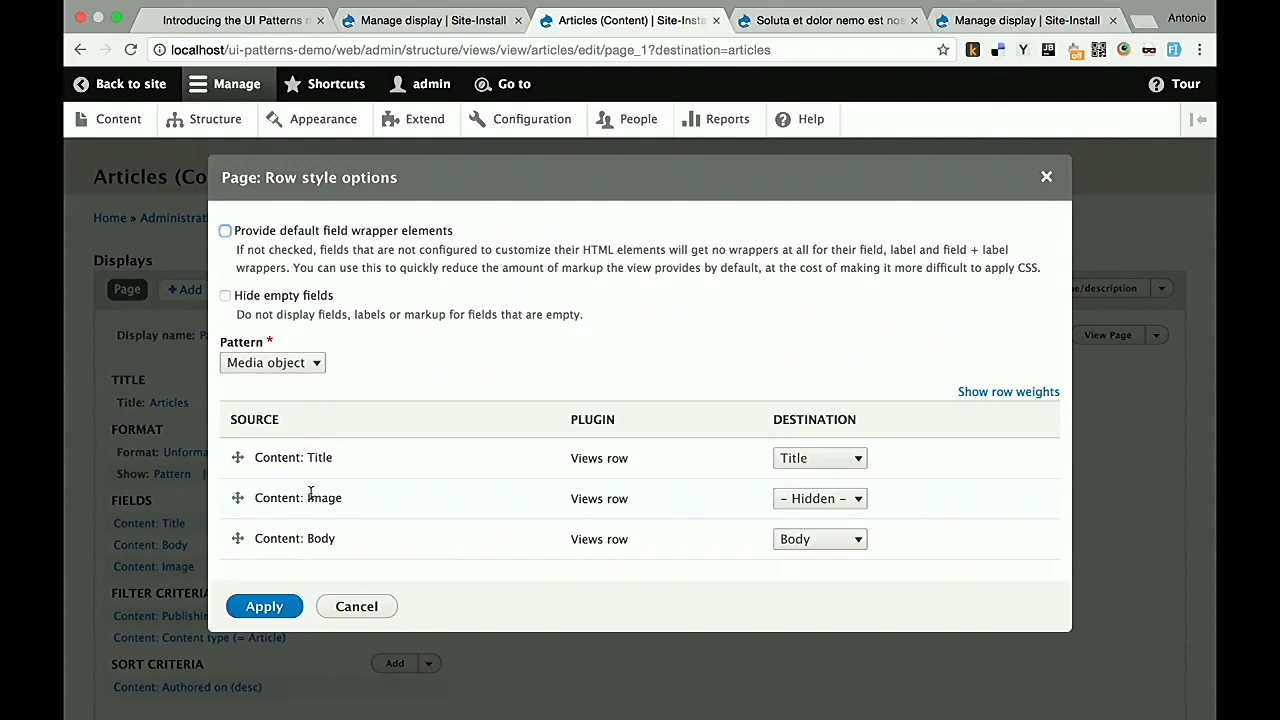 Introducing the UI Patterns
Manage display | Site-Install
Articles (Content) | Site-Insta
Soluta et dolor nemo est nos
Manage display | Site-Install
Antonio
localhost/ui-patterns-demo/web/admin/structure/views/view/articles/edit/page_1?destination=articles
Back to site
Manage
Shortcuts
admin
Go to
Tour
Content
Structure
Appearance
Extend
Configuration
People
Reports
Help
Articles (Co
Home » Administrat
Displays
Page
Add
e/description
Display name:
View Page
TITLE
Title: Articles
FORMAT
Format: Unforma
Show: Pattern |
FIELDS
Content: Title
Content: Body
Content: Image
FILTER CRITERIA
Content: Publishin
Content: Content type (= Article)
SORT CRITERIA
Add
Content: Authored on (desc)
Page: Row style options
Provide default field wrapper elements
If not checked, fields that are not configured to customize their HTML elements will get no wrappers at all for their field, label and field + label
wrappers. You can use this to quickly reduce the amount of markup the view provides by default, at the cost of making it more difficult to apply CSS.
Hide empty fields
Do not display fields, labels or markup for fields that are empty.
Pattern *
Media object
Show row weights
SOURCE PLUGIN DESTINATION
Content: Title Views row Title
Content: Image Views row - Hidden -
Content: Body Views row Body
Apply
Cancel